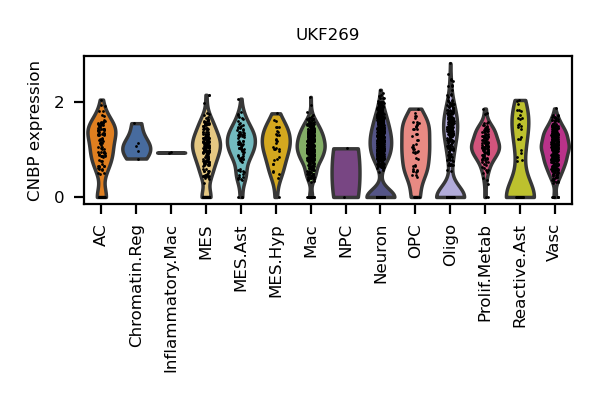 UKF269
CNBP expression
2
0
AC
Chromatin.Reg
Inflammatory.Mac
MES
MES.Ast
MES.Hyp
Mac
NPC
Neuron
OPC
Oligo
Prolif.Metab
Reactive.Ast
Vasc